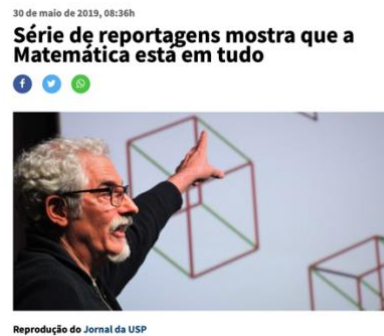 30 de maio de 2019, 08:36h
Série de reportagens mostra que a
Matemática está em tudo
Reprodução do Jornal da USP